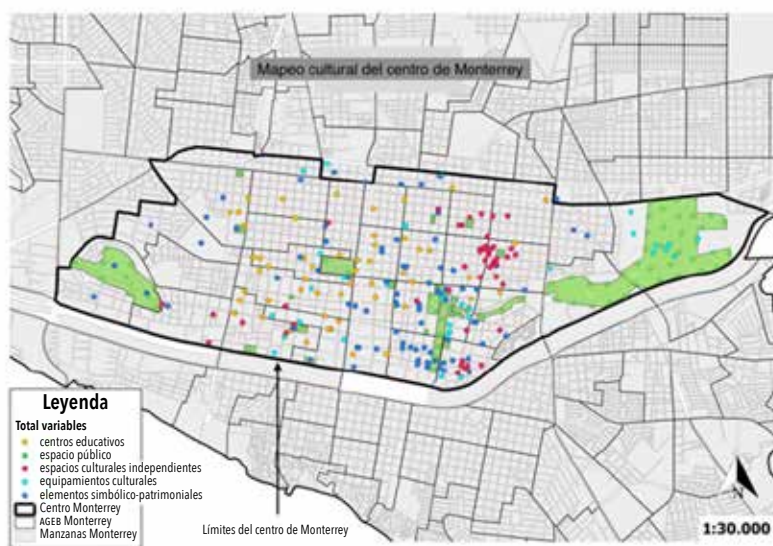 Mapeo cultural del centro de Monterrey
Leyenda
Total variables
centros educativos
espacio público
espacios culturales independientes
equipamientos culturales
elementos simbólico-patrimoniales
Centro Monterrey
AGEB Monterrey
Manzanas Monterrey
Límites del centro de Monterrey
N
1:30.000